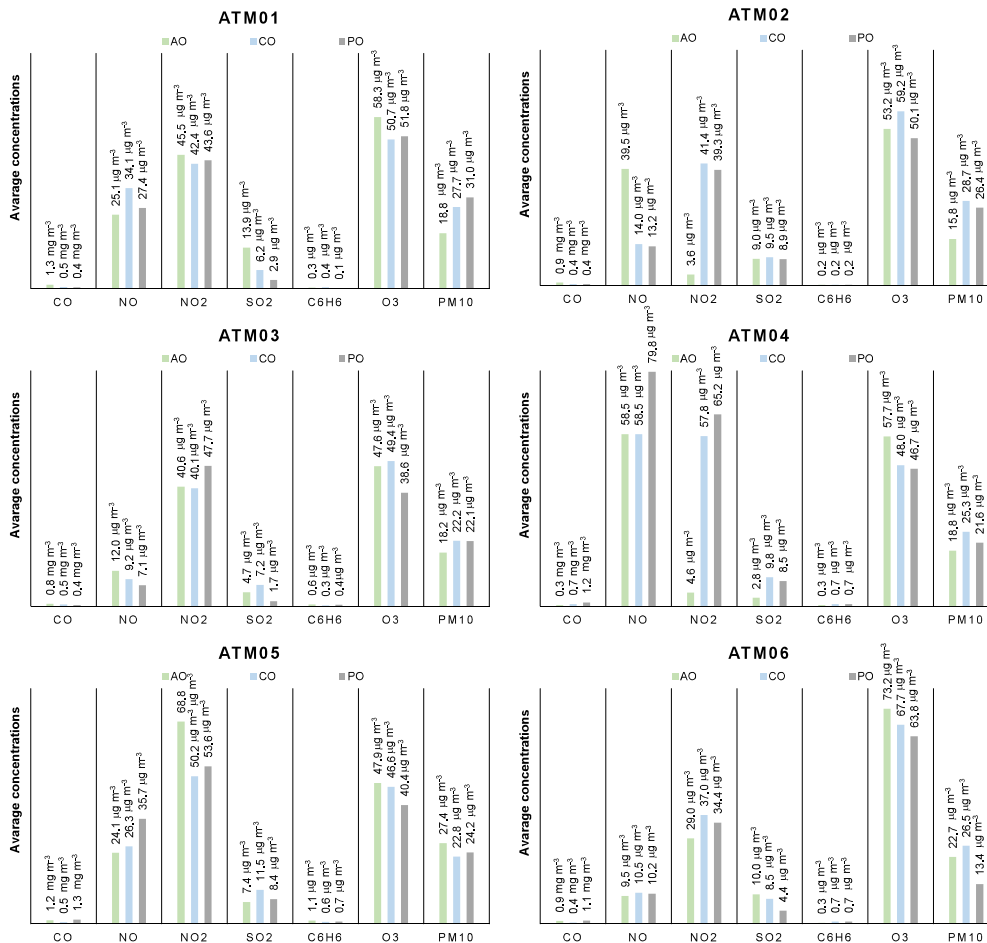 ATM01
AO CO PO
Avarage concentrations
1.3 mg m⁻³ 0.5 mg m⁻³ 0.4 mg m⁻³
25.1 µg m⁻³ 34.1 µg m⁻³ 27.4 µg m⁻³
45.5 µg m⁻³ 42.4 µg m⁻³ 43.6 µg m⁻³
13.9 µg m⁻³ 6.2 µg m⁻³ 2.9 µg m⁻³
0.3 µg m⁻³ 0.4 µg m⁻³ 0.1 µg m⁻³
58.3 µg m⁻³ 50.7 µg m⁻³ 51.8 µg m⁻³
18.8 µg m⁻³ 27.7 µg m⁻³ 31.0 µg m⁻³
CO NO NO2 SO2 C6H6 O3 PM10
ATM02
AO CO PO
Avarage concentrations
0.9 mg m⁻³ 0.4 mg m⁻³ 0.4 mg m⁻³
39.5 µg m⁻³ 14.0 µg m⁻³ 13.2 µg m⁻³
3.6 µg m⁻³ 41.4 µg m⁻³ 39.3 µg m⁻³
9.0 µg m⁻³ 9.5 µg m⁻³ 8.9 µg m⁻³
0.2 µg m⁻³ 0.2 µg m⁻³ 0.2 µg m⁻³
53.2 µg m⁻³ 59.2 µg m⁻³ 50.1 µg m⁻³
15.8 µg m⁻³ 28.7 µg m⁻³ 26.4 µg m⁻³
CO NO NO2 SO2 C6H6 O3 PM10
ATM03
AO CO PO
Avarage concentrations
0.8 mg m⁻³ 0.5 mg m⁻³ 0.4 mg m⁻³
12.0 µg m⁻³ 9.2 µg m⁻³ 7.1 µg m⁻³
40.6 µg m⁻³ 40.1 µg m⁻³ 47.7 µg m⁻³
4.7 µg m⁻³ 7.2 µg m⁻³ 1.7 µg m⁻³
0.6 µg m⁻³ 0.3 µg m⁻³ 0.4 µg m⁻³
47.6 µg m⁻³ 49.4 µg m⁻³ 38.6 µg m⁻³
18.2 µg m⁻³ 22.2 µg m⁻³ 22.1 µg m⁻³
CO NO NO2 SO2 C6H6 O3 PM10
ATM04
AO CO PO
Avarage concentrations
0.3 mg m⁻³ 0.7 mg m⁻³ 1.2 mg m⁻³
58.5 µg m⁻³ 58.5 µg m⁻³ 79.8 µg m⁻³
4.6 µg m⁻³ 57.8 µg m⁻³ 65.2 µg m⁻³
2.8 µg m⁻³ 9.8 µg m⁻³ 8.5 µg m⁻³
0.3 µg m⁻³ 0.7 µg m⁻³ 0.7 µg m⁻³
57.7 µg m⁻³ 48.0 µg m⁻³ 46.7 µg m⁻³
18.8 µg m⁻³ 25.3 µg m⁻³ 21.6 µg m⁻³
CO NO NO2 SO2 C6H6 O3 PM10
ATM05
AO CO PO
Avarage concentrations
1.2 mg m⁻³ 0.5 mg m⁻³ 1.3 mg m⁻³
24.1 µg m⁻³ 26.3 µg m⁻³ 35.7 µg m⁻³
68.8 µg m⁻³ 50.2 µg m⁻³ 53.6 µg m⁻³
7.4 µg m⁻³ 11.5 µg m⁻³ 8.4 µg m⁻³
1.1 µg m⁻³ 0.6 µg m⁻³ 0.7 µg m⁻³
47.9 µg m⁻³ 46.6 µg m⁻³ 40.4 µg m⁻³
27.4 µg m⁻³ 22.8 µg m⁻³ 24.2 µg m⁻³
CO NO NO2 SO2 C6H6 O3 PM10
ATM06
AO CO PO
Avarage concentrations
0.9 mg m⁻³ 0.4 mg m⁻³ 1.1 mg m⁻³
9.5 µg m⁻³ 10.5 µg m⁻³ 10.2 µg m⁻³
29.0 µg m⁻³ 37.0 µg m⁻³ 34.4 µg m⁻³
10.0 µg m⁻³ 8.5 µg m⁻³ 4.4 µg m⁻³
0.3 µg m⁻³ 0.7 µg m⁻³ 0.7 µg m⁻³
73.2 µg m⁻³ 67.7 µg m⁻³ 63.8 µg m⁻³
22.7 µg m⁻³ 26.5 µg m⁻³ 13.4 µg m⁻³
CO NO NO2 SO2 C6H6 O3 PM10